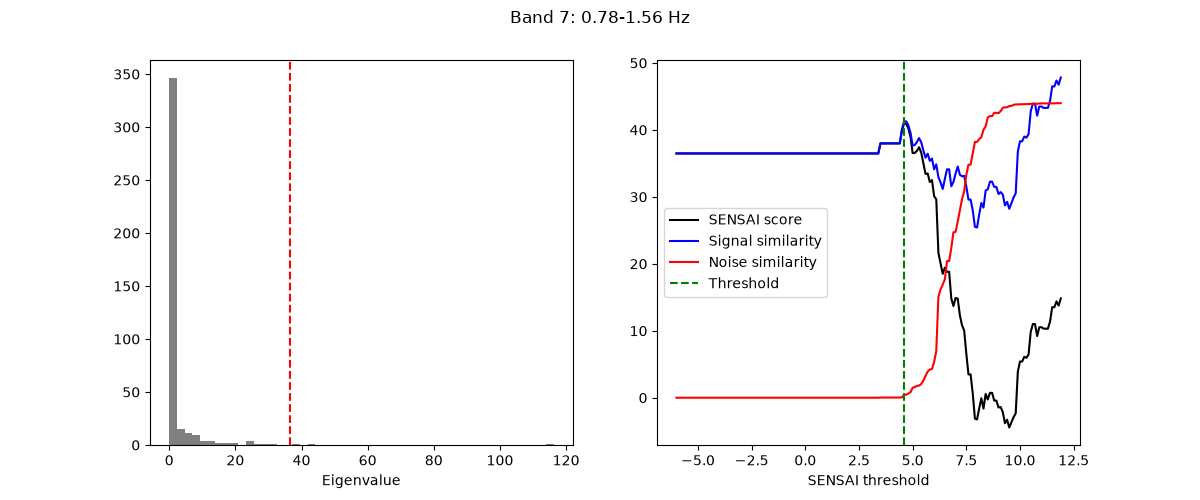 Band 7: 0.78-1.56 Hz
350
300
250
200
150
100
50
0
0 20 40 60 80 100 120
Eigenvalue
50
40
30
20
10
0
SENSAI score
Signal similarity
Noise similarity
Threshold
−5.0 −2.5 0.0 2.5 5.0 7.5 10.0 12.5
SENSAI threshold